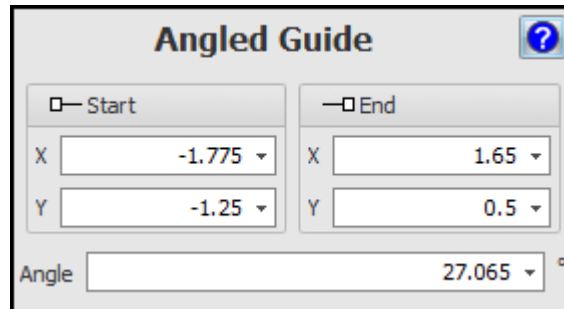 Angled Guide ?
Start
X -1.775
Y -1.25
End
X 1.65
Y 0.5
Angle 27.065 °